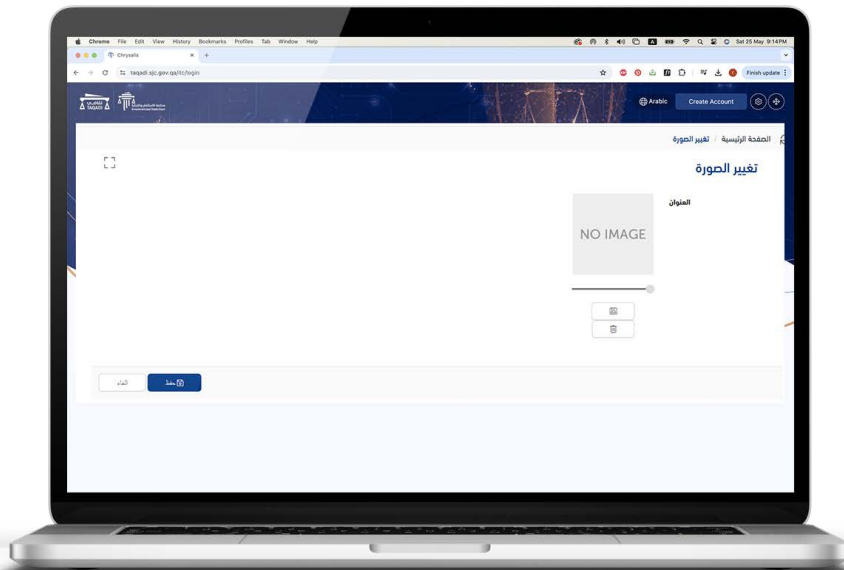 Chrome File Edit View History Bookmarks Profiles Tab Window Help
Sat 25 May 9:14PM
Chrysalis
taqadi.sjc.gov.qa/itc/login
Finish update
تقاضي
TAQADI
Arabic
Create Account
الصفحة الرئيسية / تغيير الصورة
تغيير الصورة
العنوان
NO IMAGE
حفظ
الغاء